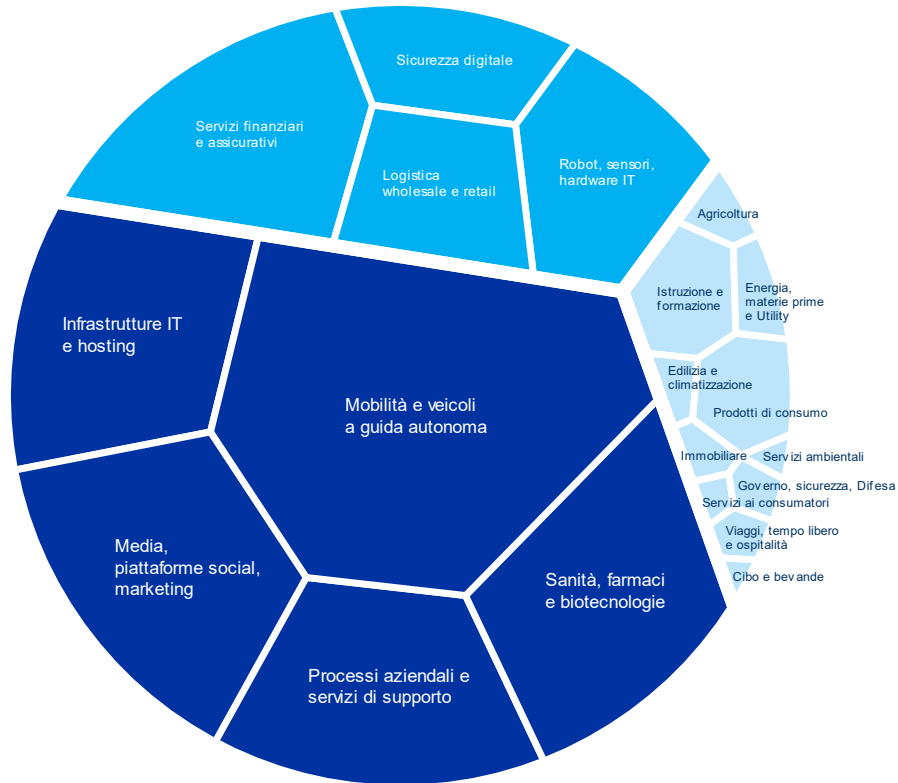 Sicurezza digitale
Servizi finanziari
e assicurativi
Logistica
wholesale e retail
Robot, sensori,
hardware IT
Agricoltura
Istruzione e
formazione
Energia,
materie prime
e Utility
Infrastrutture IT
e hosting
Mobilità e veicoli
a guida autonoma
Edilizia e
climatizzazione
Prodotti di consumo
Immobiliare
Servizi ambientali
Governo, sicurezza, Difesa
Servizi ai consumatori
Viaggi, tempo libero
e ospitalità
Cibo e bevande
Media,
piattaforme social,
marketing
Sanità, farmaci
e biotecnologie
Processi aziendali e
servizi di supporto